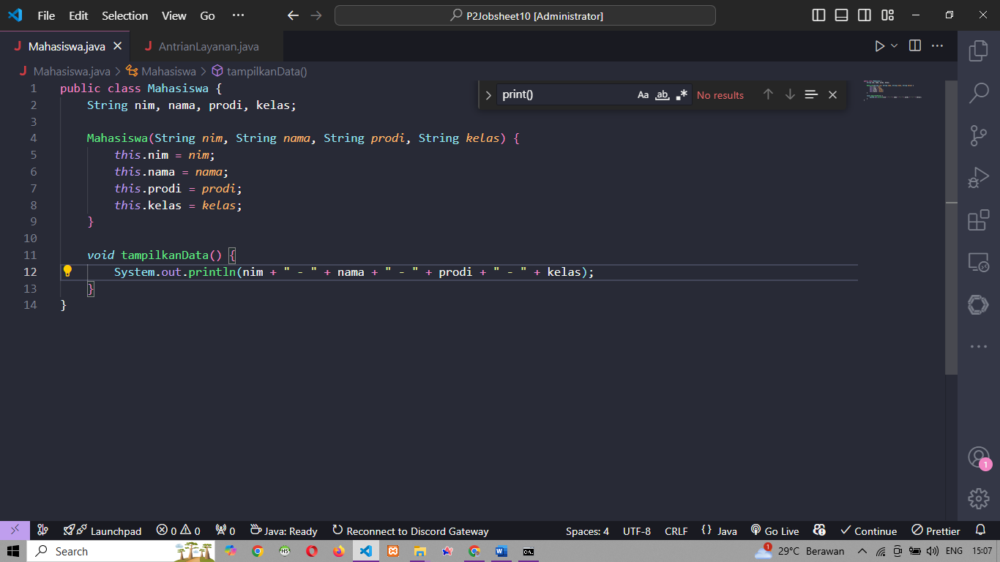 File Edit Selection View Go ··· P2Jobsheet10 [Administrator]
J Mahasiswa.java J AntrianLayanan.java
J Mahasiswa.java > Mahasiswa > tampilkanData()
print() Aa ab No results
1 public class Mahasiswa {
2 String nim, nama, prodi, kelas;
3
4 Mahasiswa(String nim, String nama, String prodi, String kelas) {
5 this.nim = nim;
6 this.nama = nama;
7 this.prodi = prodi;
8 this.kelas = kelas;
9 }
10
11 void tampilkanData() {
12 System.out.println(nim + " - " + nama + " - " + prodi + " - " + kelas);
13 }
14 }
1
Launchpad 0 0 0 Java: Ready Reconnect to Discord Gateway Spaces: 4 UTF-8 CRLF {} Java Go Live Continue Prettier
Search HS 1 29°C Berawan ENG 15:07